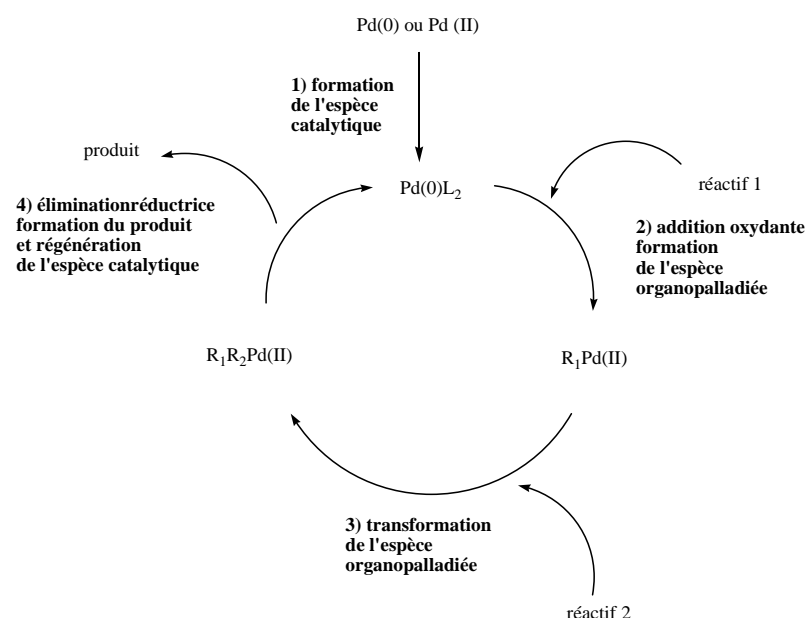 Pd(0) ou Pd (II)
1) formation
de l'espèce
catalytique
produit
Pd(0)L2
réactif 1
4) éliminationréductrice
formation du produit
et régénération
de l'espèce catalytique
2) addition oxydante
formation
de l'espèce
organopalladiée
R1R2Pd(II)
R1Pd(II)
3) transformation
de l'espèce
organopalladiée
réactif 2